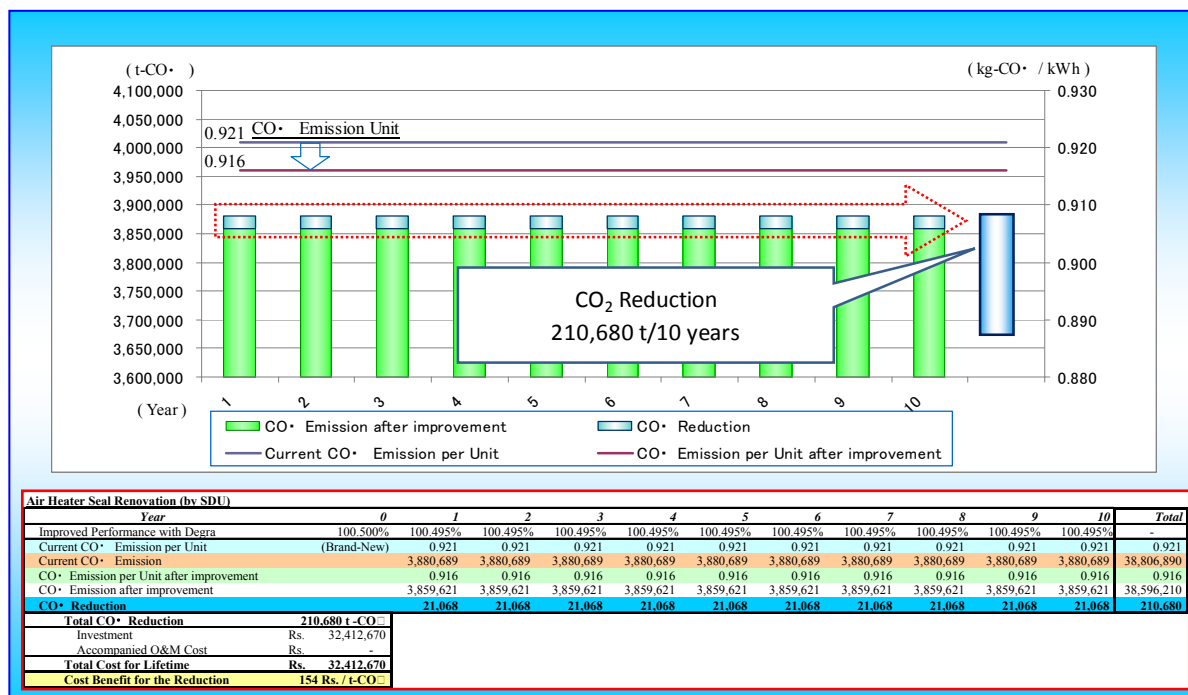 ( t-CO・ )
( kg-CO・ / kWh )
4,100,000
4,050,000
4,000,000
3,950,000
3,900,000
3,850,000
3,800,000
3,750,000
3,700,000
3,650,000
3,600,000
0.930
0.920
0.910
0.900
0.890
0.880
0.921 CO・ Emission Unit
0.916
CO₂ Reduction
210,680 t/10 years
1 2 3 4 5 6 7 8 9 10
( Year )
CO・ Emission after improvement
CO・ Reduction
Current CO・ Emission per Unit
CO・ Emission per Unit after improvement
Air Heater Seal Renovation (by SDU)
Year 0 1 2 3 4 5 6 7 8 9 10 Total
Improved Performance with Degra 100.500% 100.495% 100.495% 100.495% 100.495% 100.495% 100.495% 100.495% 100.495% 100.495% 100.495% -
Current CO・ Emission per Unit (Brand-New) 0.921 0.921 0.921 0.921 0.921 0.921 0.921 0.921 0.921 0.921 0.921
Current CO・ Emission 3,880,689 3,880,689 3,880,689 3,880,689 3,880,689 3,880,689 3,880,689 3,880,689 3,880,689 3,880,689 38,806,890
CO・ Emission per Unit after improvement 0.916 0.916 0.916 0.916 0.916 0.916 0.916 0.916 0.916 0.916 0.916
CO・ Emission after improvement 3,859,621 3,859,621 3,859,621 3,859,621 3,859,621 3,859,621 3,859,621 3,859,621 3,859,621 3,859,621 38,596,210
CO・ Reduction 21,068 21,068 21,068 21,068 21,068 21,068 21,068 21,068 21,068 21,068 210,680
Total CO・ Reduction 210,680 t -CO□
Investment Rs. 32,412,670
Accompanied O&M Cost Rs. -
Total Cost for Lifetime Rs. 32,412,670
Cost Benefit for the Reduction 154 Rs. / t-CO□